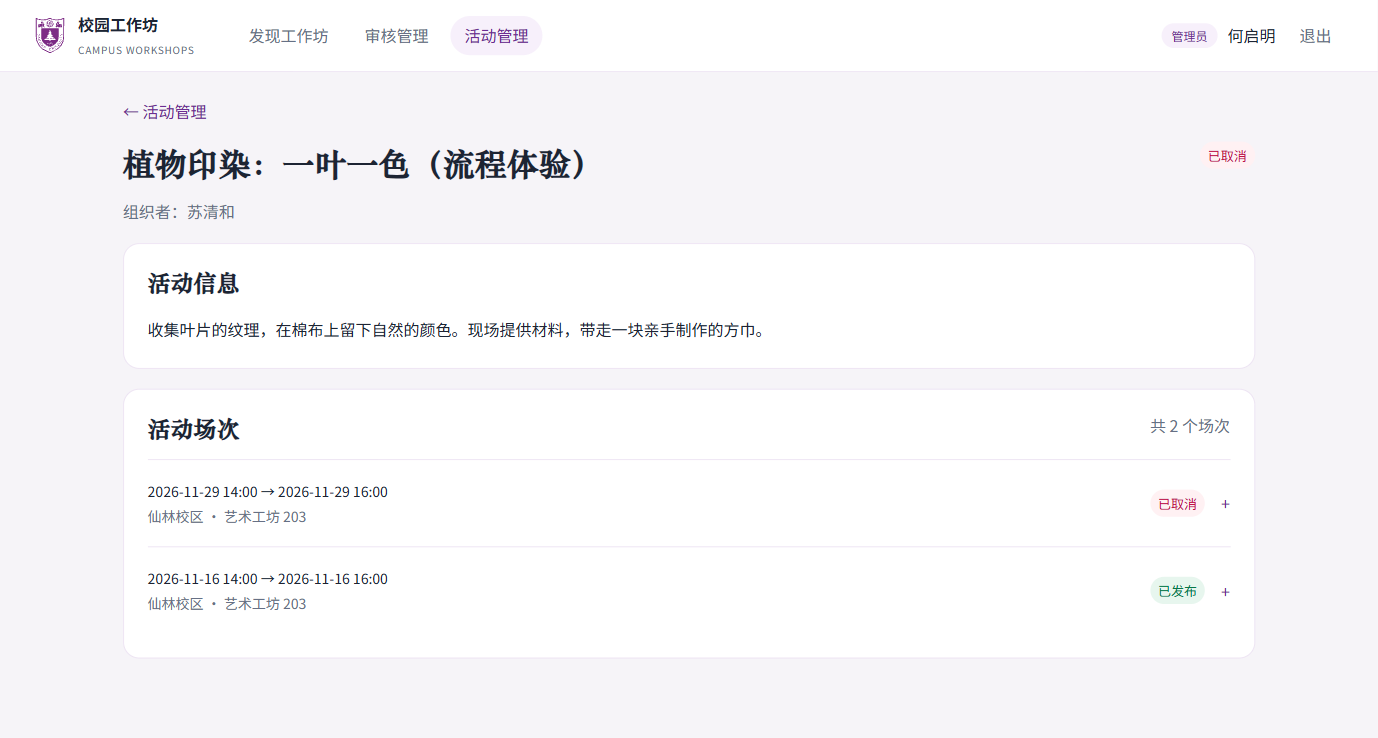 校园工作坊
CAMPUS WORKSHOPS
发现工作坊 审核管理 活动管理
管理员 何启明 退出
← 活动管理
植物印染：一叶一色（流程体验）
已取消
组织者：苏清和
活动信息
收集叶片的纹理，在棉布上留下自然的颜色。现场提供材料，带走一块亲手制作的方巾。
活动场次
共 2 个场次
2026-11-29 14:00 → 2026-11-29 16:00
仙林校区 · 艺术工坊 203
已取消 +
2026-11-16 14:00 → 2026-11-16 16:00
仙林校区 · 艺术工坊 203
已发布 +